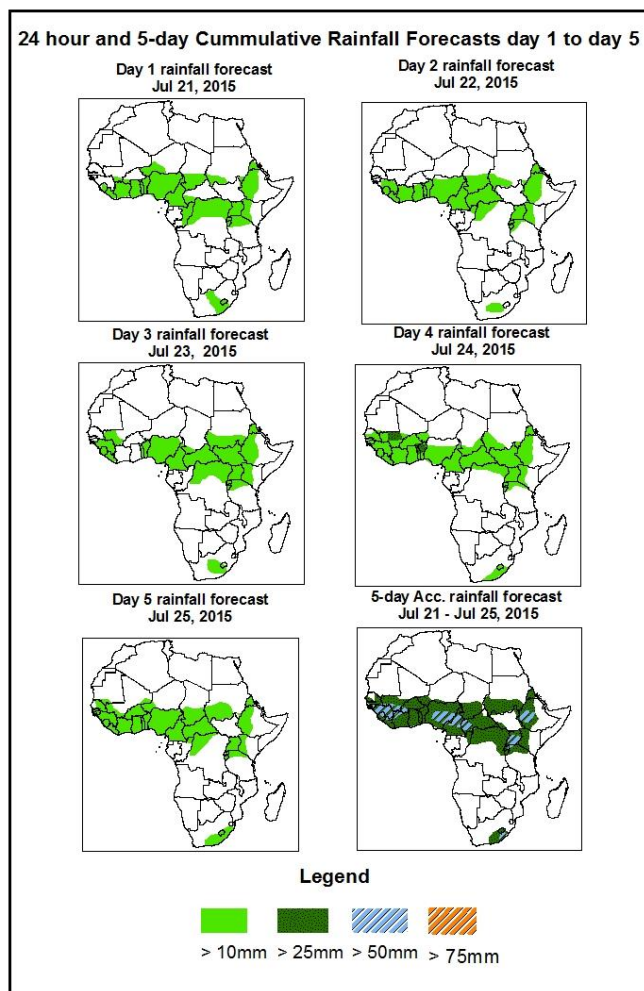 24 hour and 5-day Cummulative Rainfall Forecasts day 1 to day 5
Day 1 rainfall forecast
Jul 21, 2015
Day 2 rainfall forecast
Jul 22, 2015
Day 3 rainfall forecast
Jul 23, 2015
Day 4 rainfall forecast
Jul 24, 2015
Day 5 rainfall forecast
Jul 25, 2015
5-day Acc. rainfall forecast
Jul 21 - Jul 25, 2015
Legend
> 10mm > 25mm > 50mm > 75mm